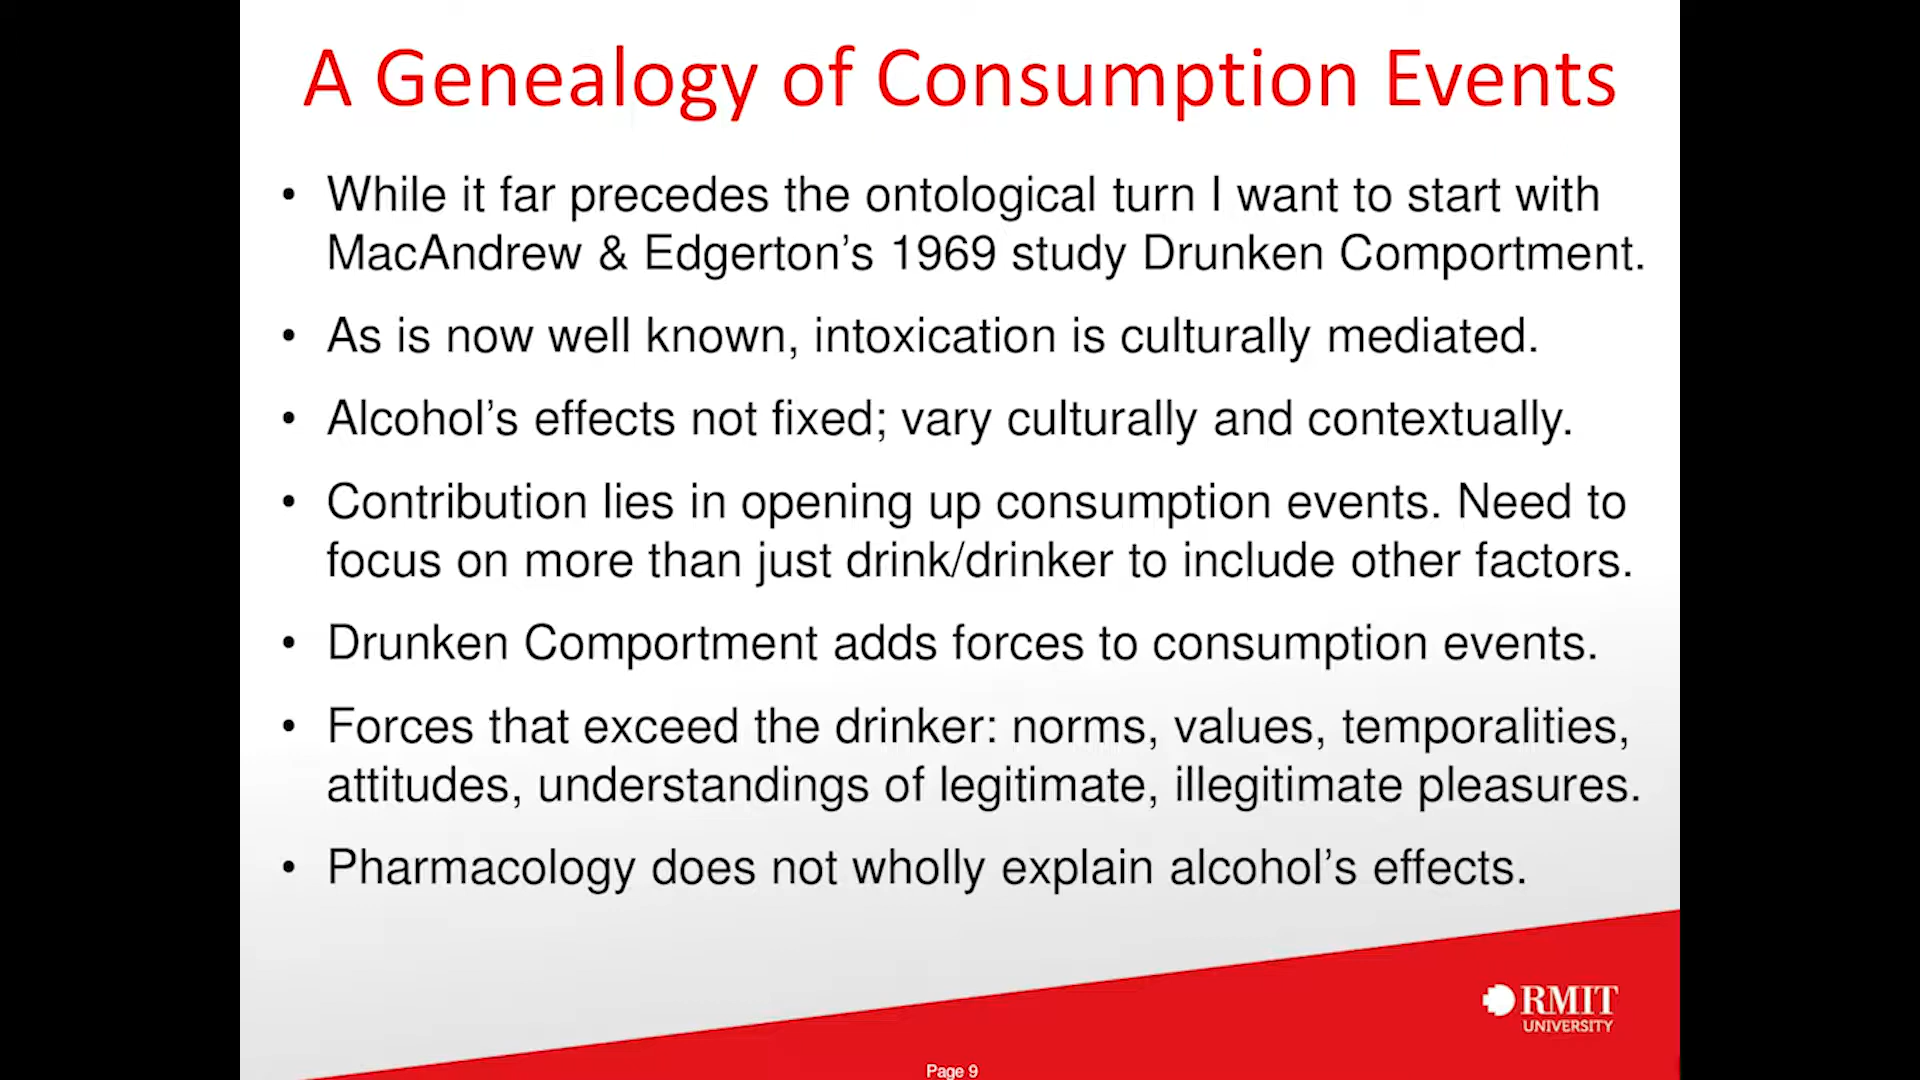 A Genealogy of Consumption Events
• While it far precedes the ontological turn I want to start with
MacAndrew & Edgerton’s 1969 study Drunken Comportment.
• As is now well known, intoxication is culturally mediated.
• Alcohol’s effects not fixed; vary culturally and contextually.
• Contribution lies in opening up consumption events. Need to
focus on more than just drink/drinker to include other factors.
• Drunken Comportment adds forces to consumption events.
• Forces that exceed the drinker: norms, values, temporalities,
attitudes, understandings of legitimate, illegitimate pleasures.
• Pharmacology does not wholly explain alcohol’s effects.
RMIT
UNIVERSITY
Page 9